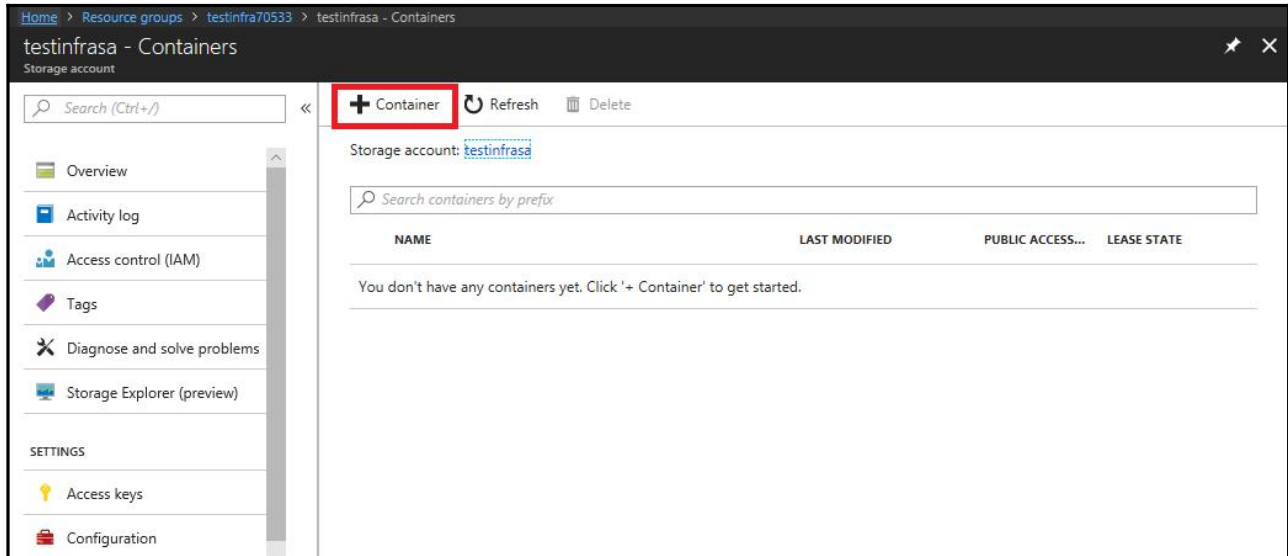 Home > Resource groups > testinfra70533 > testinfrasa - Containers
testinfrasa - Containers
Storage account
Search (Ctrl+/)
Overview
Activity log
Access control (IAM)
Tags
Diagnose and solve problems
Storage Explorer (preview)
SETTINGS
Access keys
Configuration
+ Container Refresh Delete
Storage account: testinfrasa
Search containers by prefix
NAME LAST MODIFIED PUBLIC ACCESS... LEASE STATE
You don't have any containers yet. Click '+ Container' to get started.